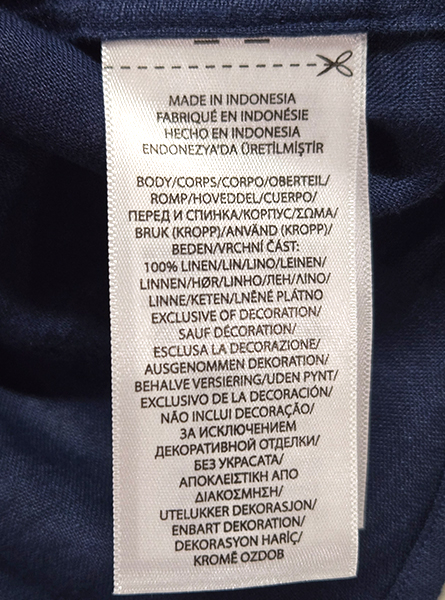 MADE IN INDONESIA
FABRIQUÉ EN INDONÉSIE
HECHO EN INDONESIA
ENDONEZYA'DA ÜRETİLMİŞTİR
BODY/CORPS/CORPO/OBERTEIL/
ROMP/HOVEDDEL/CUERPO/
ПЕРЕД И СПИНКА/КОРПУС/ΣΩΜΑ/
BRUK (KROPP)/ANVÄND (KROPP)/
BEDEN/VRCHNÍ ČÁST:
100% LINEN/LIN/LINO/LEINEN/
LINNEN/HØR/LINHO/ЛЕН/ΛΙΝΟ/
LINNE/KETEN/LNĚNÉ PLÁTNO
EXCLUSIVE OF DECORATION/
SAUF DÉCORATION/
ESCLUSA LA DECORAZIONE/
AUSGENOMMEN DEKORATION/
BEHALVE VERSIERING/UDEN PYNT/
EXCLUSIVO DE LA DECORACIÓN/
NÃO INCLUI DECORAÇÃO/
ЗА ИСКЛЮЧЕНИЕМ
ДЕКОРАТИВНОЙ ОТДЕЛКИ/
БЕЗ УКРАСАТА/
ΑΠΟΚΛΕΙΣΤΙΚΗ ΑΠΟ
ΔΙΑΚΟΣΜΗΣΗ/
UTELUKKER DEKORASJON/
ENBART DEKORATION/
DEKORASYON HARİÇ/
KROMĚ OZDOB